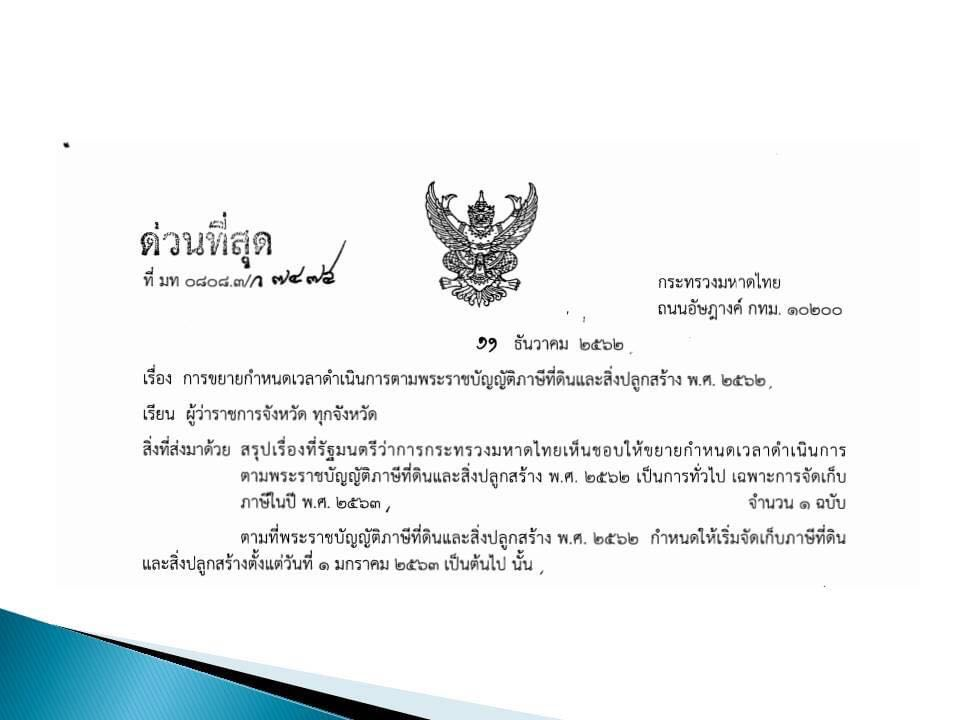 ด่วนที่สุด
ที่ มท ๐๘๐๘.๓/ว ๗๔๗๔
กระทรวงมหาดไทย
ถนนอัษฎางค์ กทม. ๑๐๒๐๐
๑๑ ธันวาคม ๒๕๖๒
เรื่อง การขยายกำหนดเวลาดำเนินการตามพระราชบัญญัติภาษีที่ดินและสิ่งปลูกสร้าง พ.ศ. ๒๕๖๒
เรียน ผู้ว่าราชการจังหวัด ทุกจังหวัด
สิ่งที่ส่งมาด้วย สรุปเรื่องที่รัฐมนตรีว่าการกระทรวงมหาดไทยเห็นชอบให้ขยายกำหนดเวลาดำเนินการ
ตามพระราชบัญญัติภาษีที่ดินและสิ่งปลูกสร้าง พ.ศ. ๒๕๖๒ เป็นการทั่วไป เฉพาะการจัดเก็บ
ภาษีในปี พ.ศ. ๒๕๖๓ จำนวน ๑ ฉบับ
ตามที่พระราชบัญญัติภาษีที่ดินและสิ่งปลูกสร้าง พ.ศ. ๒๕๖๒ กำหนดให้เริ่มจัดเก็บภาษีที่ดิน
และสิ่งปลูกสร้างตั้งแต่วันที่ ๑ มกราคม ๒๕๖๓ เป็นต้นไป นั้น